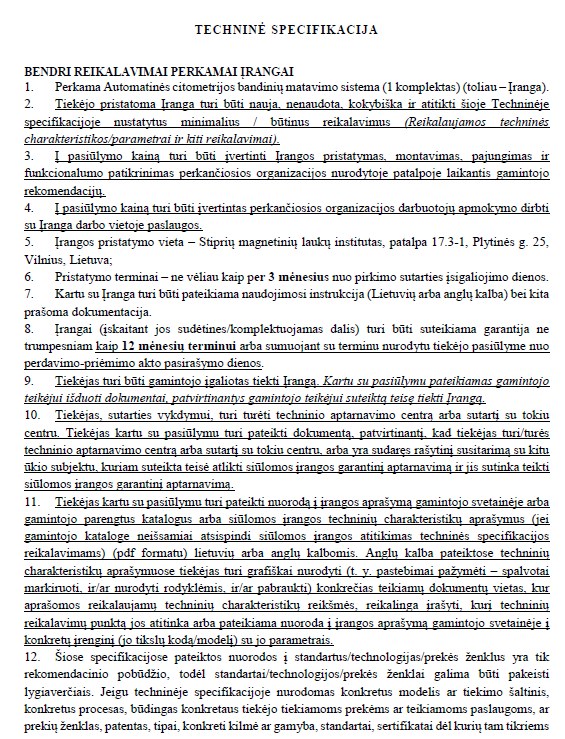 TECHNINĖ SPECIFIKACIJA
BENDRI REIKALAVIMAI PERKAMAI ĮRANGAI
1. Perkama Automatinės citometrijos bandinių matavimo sistema (1 komplektas) (toliau – Įranga).
2. Tiekėjo pristatoma Įranga turi būti nauja, nenaudota, kokybiška ir atitikti šioje Techninėje
specifikacijoje nustatytus minimalius / būtinus reikalavimus (Reikalaujamos techninės
charakteristikos/parametrai ir kiti reikalavimai).
3. Į pasiūlymo kainą turi būti įvertinti Įrangos pristatymas, montavimas, pajungimas ir
funkcionalumo patikrinimas perkančiosios organizacijos nurodytoje patalpoje laikantis gamintojo
rekomendacijų.
4. Į pasiūlymo kainą turi būti įvertintas perkančiosios organizacijos darbuotojų apmokymo dirbti
su Įranga darbo vietoje paslaugos.
5. Įrangos pristatymo vieta – Stiprių magnetinių laukų institutas, patalpa 17.3-1, Plytinės g. 25,
Vilnius, Lietuva;
6. Pristatymo terminai – ne vėliau kaip per 3 mėnesius nuo pirkimo sutarties įsigaliojimo dienos.
7. Kartu su Įranga turi būti pateikiama naudojimosi instrukcija (Lietuvių arba anglų kalba) bei kita
prašoma dokumentacija.
8. Įrangai (įskaitant jos sudėtines/komplektuojamas dalis) turi būti suteikiama garantija ne
trumpesniam kaip 12 mėnesių terminui arba sumuojant su terminu nurodytu tiekėjo pasiūlyme nuo
perdavimo-priėmimo akto pasirašymo dienos.
9. Tiekėjas turi būti gamintojo įgaliotas tiekti Įrangą. Kartu su pasiūlymu pateikiamas gamintojo
teikėjui išduoti dokumentai, patvirtinantys gamintojo teikėjui suteiktą teisę tiekti Įrangą.
10. Tiekėjas, sutarties vykdymui, turi turėti techninio aptarnavimo centrą arba sutartį su tokiu
centru. Tiekėjas kartu su pasiūlymu turi pateikti dokumentą, patvirtinantį, kad tiekėjas turi/turės
techninio aptarnavimo centrą arba sutartį su tokiu centru, arba yra sudaręs rašytinį susitarimą su kitu
ūkio subjektu, kuriam suteikta teisė atlikti siūlomos įrangos garantinį aptarnavimą ir jis sutinka teikti
siūlomos įrangos garantinį aptarnavimą.
11. Tiekėjas kartu su pasiūlymu turi pateikti nuorodą į įrangos aprašymą gamintojo svetainėje arba
gamintojo parengtus katalogus arba siūlomos įrangos techninių charakteristikų aprašymus (jei
gamintojo kataloge neišsamiai atsispindi siūlomos įrangos atitikimas techninės specifikacijos
reikalavimams) (pdf formatu) lietuvių arba anglų kalbomis. Anglų kalba pateiktose techninių
charakteristikų aprašymuose tiekėjas turi grafiškai nurodyti (t. y. pastebimai pažymėti – spalvotai
markiruoti, ir/ar nurodyti rodyklėmis, ir/ar pabraukti) konkrečias teikiamų dokumentų vietas, kur
aprašomos reikalaujamų techninių charakteristikų reikšmės, reikalinga įrašyti, kurį techninių
reikalavimų punktą jos atitinka arba pateikiama nuoroda į įrangos aprašymą gamintojo svetainėje į
konkretų įrenginį (jo tikslų kodą/modelį) su jo parametrais.
12. Šiose specifikacijose pateiktos nuorodos į standartus/technologijas/prekės ženklus yra tik
rekomendacinio pobūdžio, todėl standartai/technologijos/prekės ženklai galima būti pakeisti
lygiaverčiais. Jeigu techninėje specifikacijoje nurodomas konkretus modelis ar tiekimo šaltinis,
konkretus procesas, būdingas konkretaus tiekėjo tiekiamoms prekėms ar teikiamoms paslaugoms, ar
prekių ženklas, patentas, tipai, konkreti kilmė ar gamyba, standartai, sertifikatai dėl kurių tam tikriems